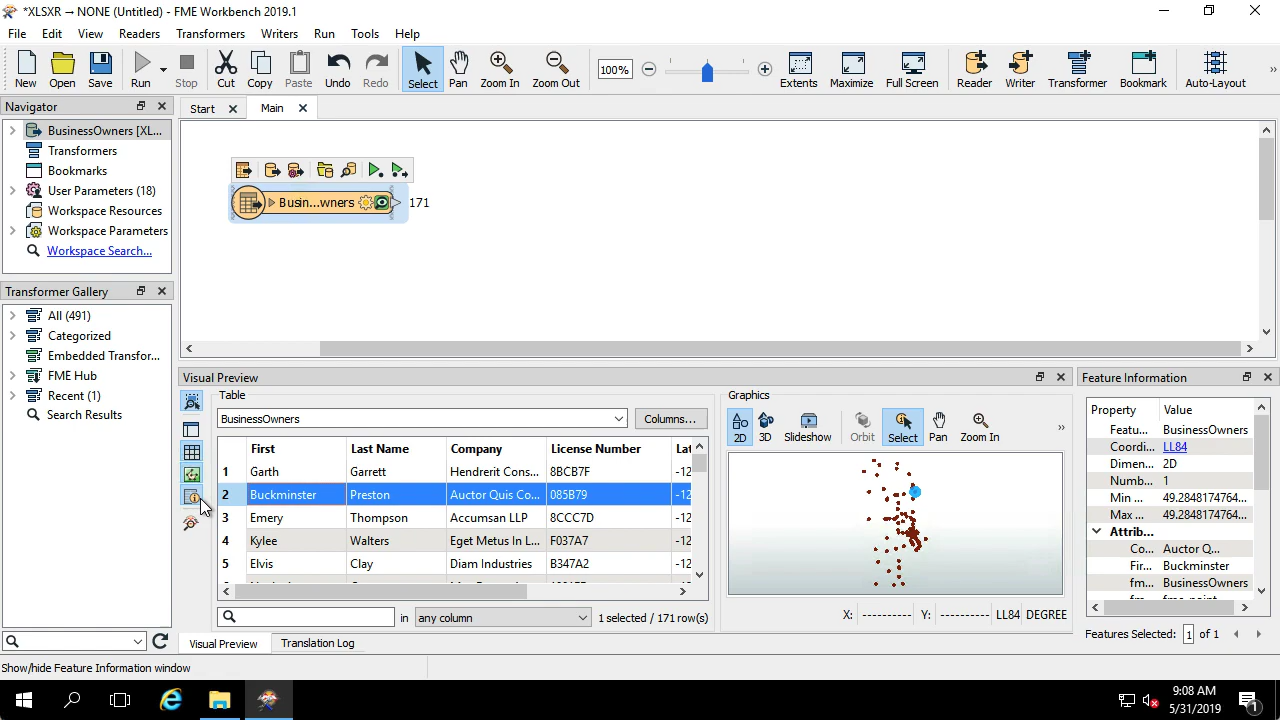 *XLSXR → NONE (Untitled) - FME Workbench 2019.1
File Edit View Readers Transformers Writers Run Tools Help
New Open Save Run Stop Cut Copy Paste Undo Redo Select Pan Zoom In Zoom Out 100% Extents Maximize Full Screen Reader Writer Transformer Bookmark Auto-Layout
Navigator
BusinessOwners [XL...
Transformers
Bookmarks
User Parameters (18)
Workspace Resources
Workspace Parameters
Workspace Search...
Transformer Gallery
All (491)
Categorized
Embedded Transfor...
FME Hub
Recent (1)
Search Results
Start Main
Busin...wners 171
Visual Preview
Table
BusinessOwners Columns...
First Last Name Company License Number Lat
1 Garth Garrett Hendrerit Cons... 8BCB7F -12
2 Buckminster Preston Auctor Quis Co... 085B79 -12
3 Emery Thompson Accumsan LLP 8CCC7D -12
4 Kylee Walters Eget Metus In L... F037A7 -12
5 Elvis Clay Diam Industries B347A2 -12
in any column 1 selected / 171 row(s)
Graphics
2D 3D Slideshow Orbit Select Pan Zoom In
X: ---------- Y: ---------- LL84 DEGREE
Visual Preview Translation Log
Feature Information
Property Value
Featu... BusinessOwners
Coordi... LL84
Dimen... 2D
Numb... 1
Min ... 49.2848174764...
Max ... 49.2848174764...
Attrib...
Co... Auctor Q...
Fir... Buckminster
fm... BusinessOwners
Features Selected: 1 of 1
Show/hide Feature Information window
9:08 AM
5/31/2019
1